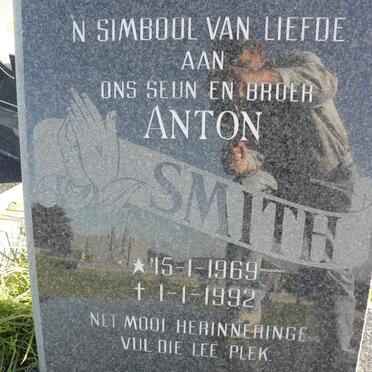 'N SIMBOOL VAN LIEFDE
AAN
ONS SEUN EN BROER
ANTON
SMITH
★ 15-1-1969
† 1-1-1992
NET MOOI HERINNERINGE
VUL DIE LEË PLEK